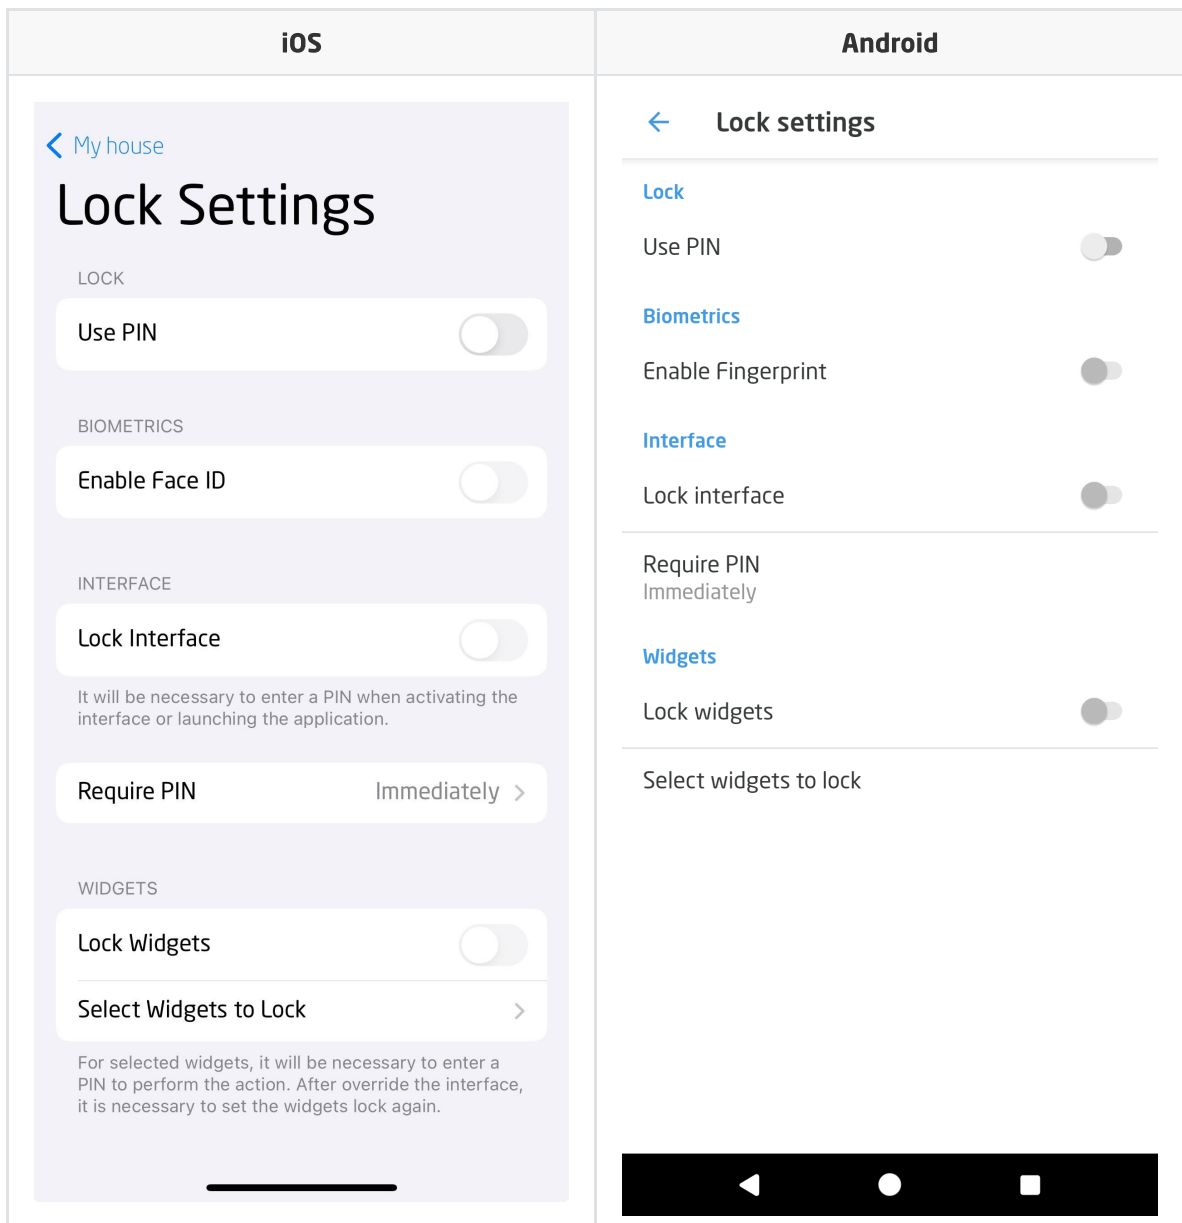 iOS
Android
My house
Lock Settings
LOCK
Use PIN
BIOMETRICS
Enable Face ID
INTERFACE
Lock Interface
It will be necessary to enter a PIN when activating the
interface or launching the application.
Require PIN Immediately
WIDGETS
Lock Widgets
Select Widgets to Lock
For selected widgets, it will be necessary to enter a
PIN to perform the action. After override the interface,
it is necessary to set the widgets lock again.
Lock settings
Lock
Use PIN
Biometrics
Enable Fingerprint
Interface
Lock interface
Require PIN
Immediately
Widgets
Lock widgets
Select widgets to lock